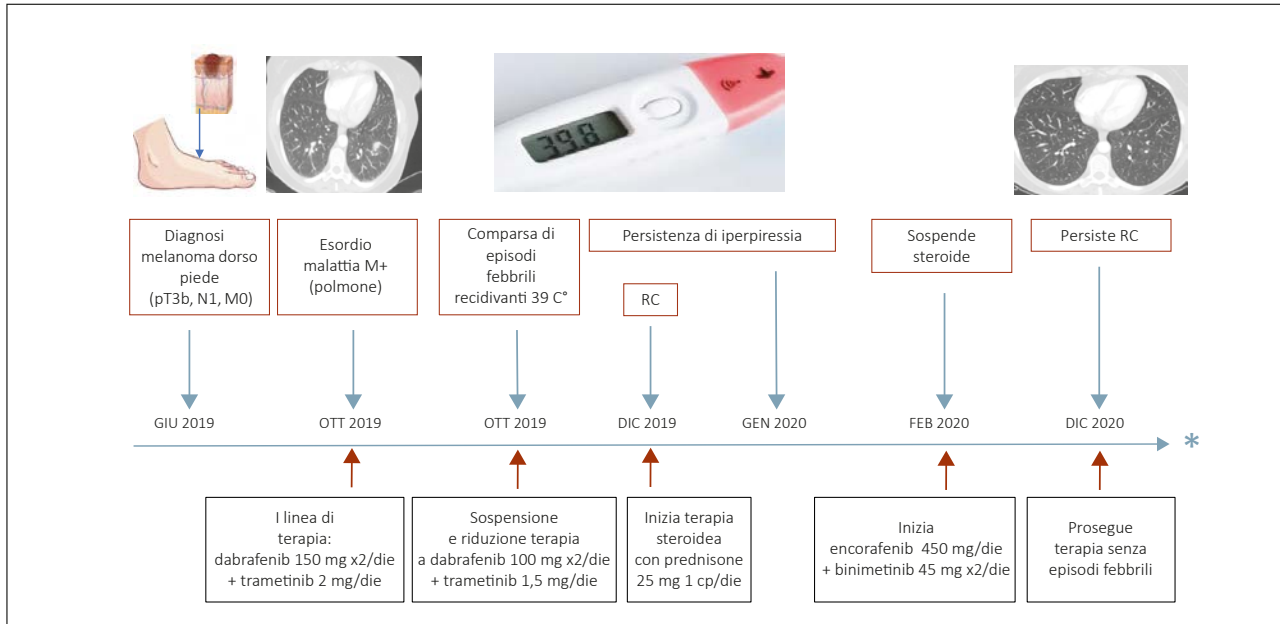 39.8
Diagnosi
melanoma dorso
piede
(pT3b, N1, M0)
Esordio
malattia M+
(polmone)
Comparsa di
episodi
febbrili
recidivanti 39 C°
Persistenza di iperpiressia
RC
Sospende
steroide
Persiste RC
GIU 2019
OTT 2019
OTT 2019
DIC 2019
GEN 2020
FEB 2020
DIC 2020
*
I linea di
terapia:
dabrafenib 150 mg x2/die
+ trametinib 2 mg/die
Sospensione
e riduzione terapia
a dabrafenib 100 mg x2/die
+ trametinib 1,5 mg/die
Inizia terapia
steroidea
con prednisone
25 mg 1 cp/die
Inizia
encorafenib 450 mg/die
+ binimetinib 45 mg x2/die
Prosegue
terapia senza
episodi febbrili